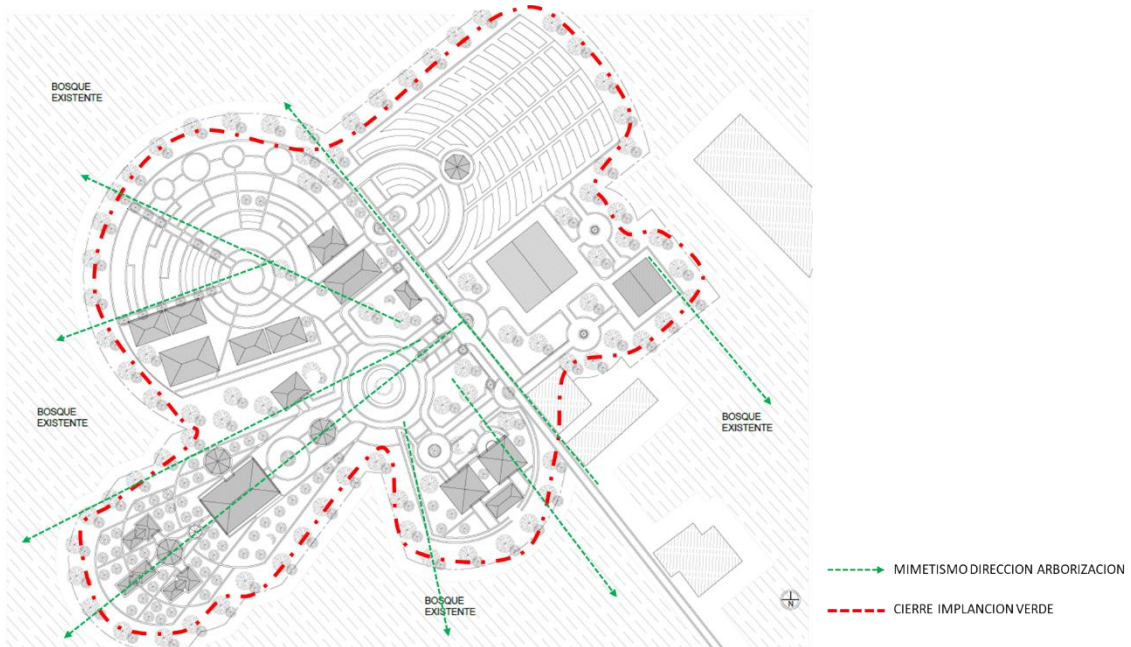 BOSQUE
EXISTENTE
BOSQUE
EXISTENTE
BOSQUE
EXISTENTE
BOSQUE
EXISTENTE
N
MIMETISMO DIRECCION ARBORIZACION
CIERRE IMPLANCION VERDE